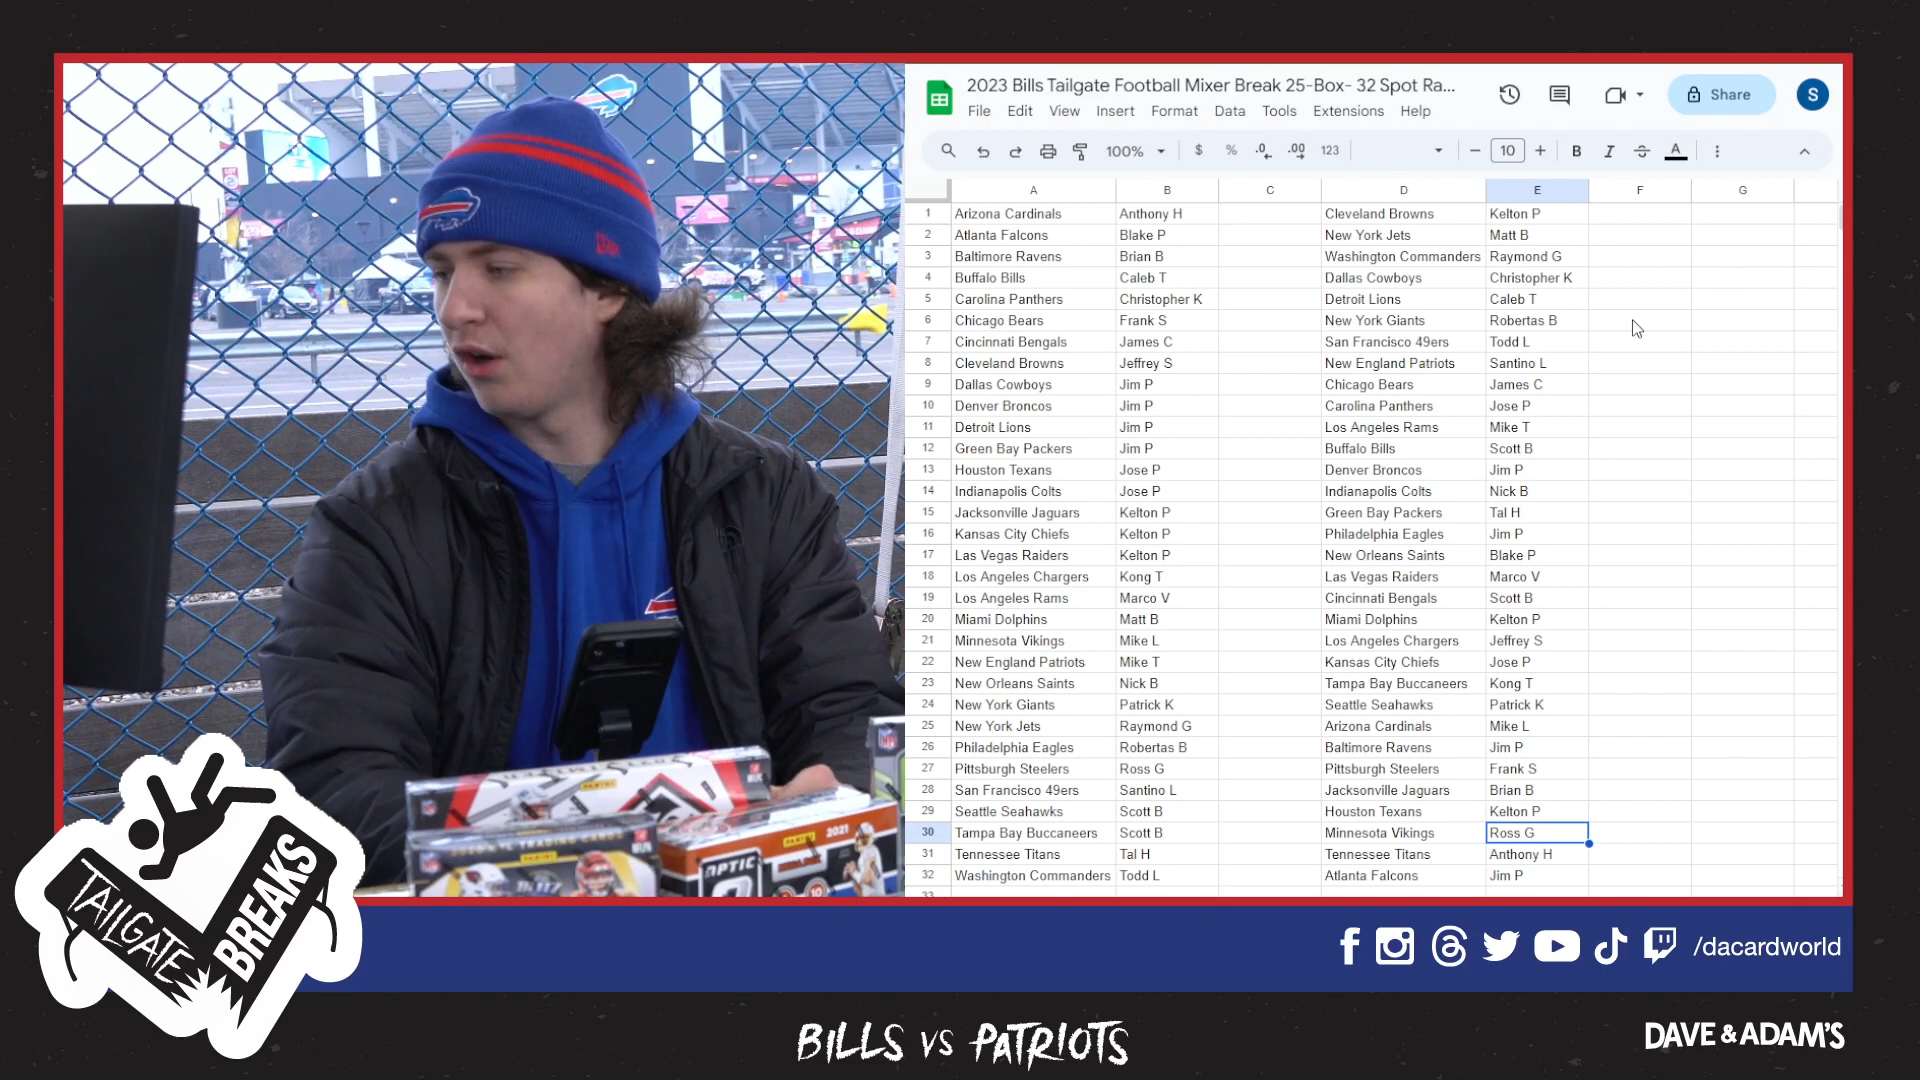 2023 Bills Tailgate Football Mixer Break 25-Box- 32 Spot Ra...
File Edit View Insert Format Data Tools Extensions Help
Share
S
100% $ % .0 .00 123 10 B I A
A B C D E F G
1 Arizona Cardinals Anthony H Cleveland Browns Kelton P
2 Atlanta Falcons Blake P New York Jets Matt B
3 Baltimore Ravens Brian B Washington Commanders Raymond G
4 Buffalo Bills Caleb T Dallas Cowboys Christopher K
5 Carolina Panthers Christopher K Detroit Lions Caleb T
6 Chicago Bears Frank S New York Giants Robertas B
7 Cincinnati Bengals James C San Francisco 49ers Todd L
8 Cleveland Browns Jeffrey S New England Patriots Santino L
9 Dallas Cowboys Jim P Chicago Bears James C
10 Denver Broncos Jim P Carolina Panthers Jose P
11 Detroit Lions Jim P Los Angeles Rams Mike T
12 Green Bay Packers Jim P Buffalo Bills Scott B
13 Houston Texans Jose P Denver Broncos Jim P
14 Indianapolis Colts Jose P Indianapolis Colts Nick B
15 Jacksonville Jaguars Kelton P Green Bay Packers Tal H
16 Kansas City Chiefs Kelton P Philadelphia Eagles Jim P
17 Las Vegas Raiders Kelton P New Orleans Saints Blake P
18 Los Angeles Chargers Kong T Las Vegas Raiders Marco V
19 Los Angeles Rams Marco V Cincinnati Bengals Scott B
20 Miami Dolphins Matt B Miami Dolphins Kelton P
21 Minnesota Vikings Mike L Los Angeles Chargers Jeffrey S
22 New England Patriots Mike T Kansas City Chiefs Jose P
23 New Orleans Saints Nick B Tampa Bay Buccaneers Kong T
24 New York Giants Patrick K Seattle Seahawks Patrick K
25 New York Jets Raymond G Arizona Cardinals Mike L
26 Philadelphia Eagles Robertas B Baltimore Ravens Jim P
27 Pittsburgh Steelers Ross G Pittsburgh Steelers Frank S
28 San Francisco 49ers Santino L Jacksonville Jaguars Brian B
29 Seattle Seahawks Scott B Houston Texans Kelton P
30 Tampa Bay Buccaneers Scott B Minnesota Vikings Ross G
31 Tennessee Titans Tal H Tennessee Titans Anthony H
32 Washington Commanders Todd L Atlanta Falcons Jim P
PANINI
PANINI
PANINI 2021
OPTIC
TAILGATE
BREAKS
/dacardworld
BILLS VS PATRIOTS
DAVE & ADAM'S